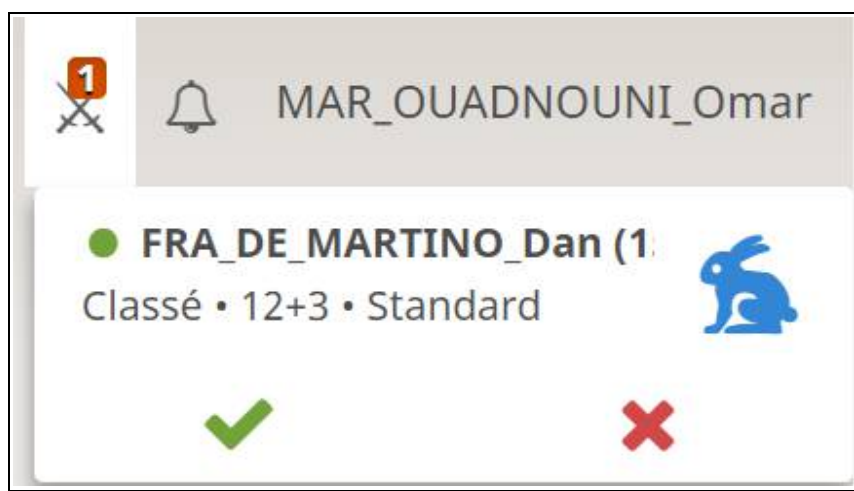 1
MAR_OUADNOUNI_Omar
FRA_DE_MARTINO_Dan (1
Classé • 12+3 • Standard